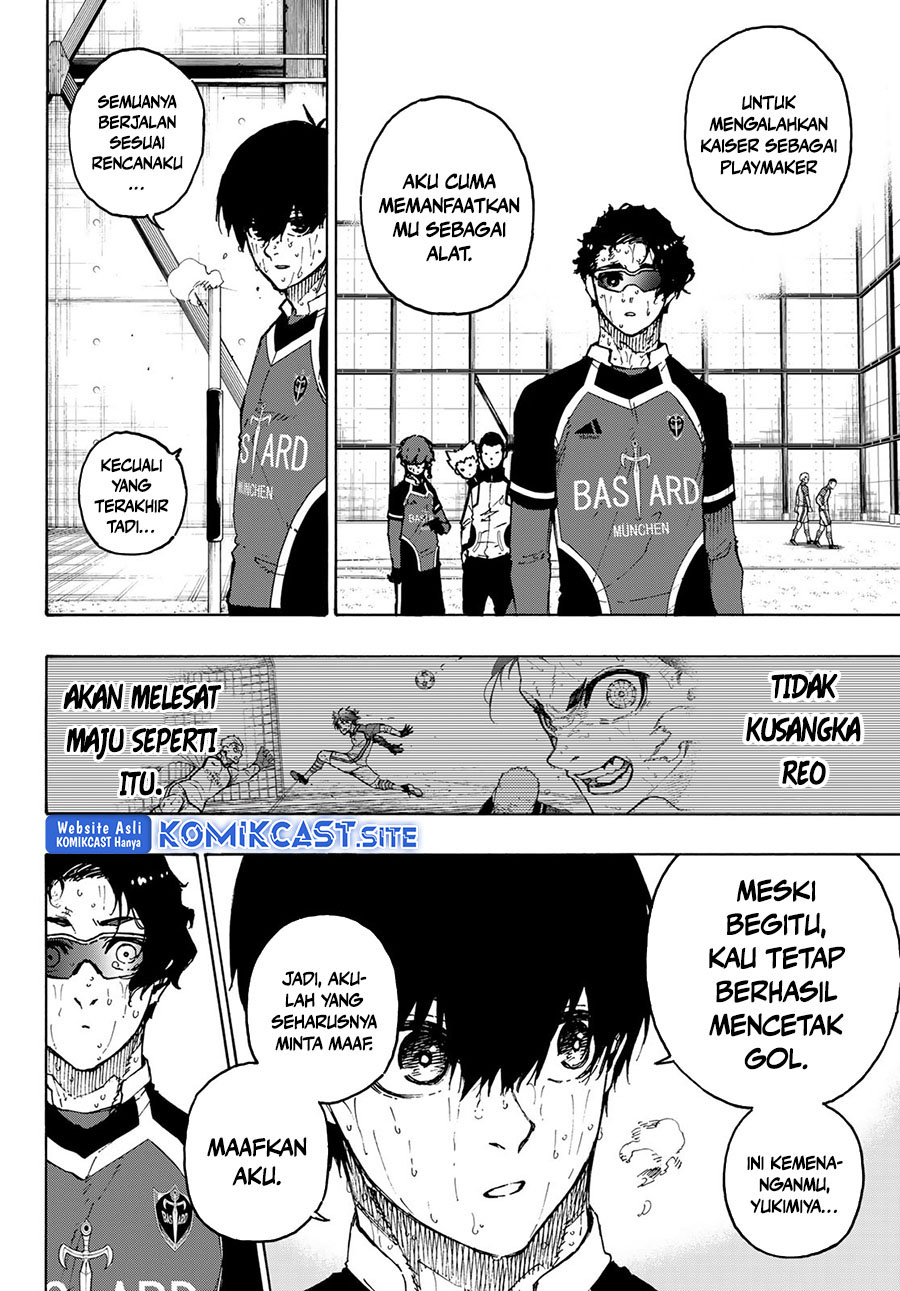 UNTUK
MENGALAHKAN
KAISER SEBAGAI
PLAYMAKER
AKU CUMA
MEMANFAATKAN
MU SEBAGAI
ALAT.
BASTARD
MÜNCHEN
SEMUANYA
BERJALAN
SESUAI
RENCANAKU
...
STARD
MÜNCHEN
KECUALI
YANG
TERAKHIR
TADI...
TIDAK
KUSANGKA
REO
AKAN MELESAT
MAJU SEPERTI
ITU.
Website Asli
KOMIKCAST Hanya
KOMIKCAST.SITE
MESKI
BEGITU,
KAU TETAP
BERHASIL
MENCETAK
GOL.
INI KEMENA-
NGANMU,
YUKIMIYA...
JADI, AKU-
LAH YANG
SEHARUSNYA
MINTA MAAF.
MAAFKAN
AKU.
BASTARD
STARD